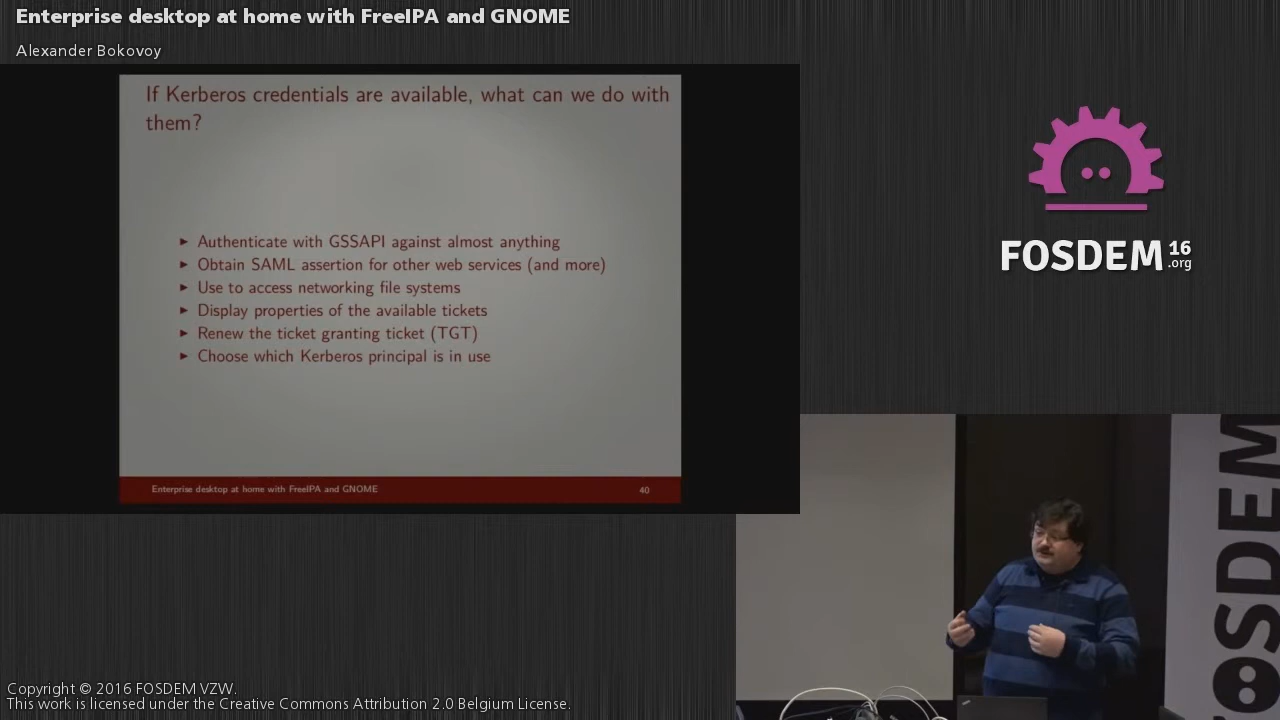 Enterprise desktop at home with FreeIPA and GNOME
Alexander Bokovoy
If Kerberos credentials are available, what can we do with
them?
▶ Authenticate with GSSAPI against almost anything
▶ Obtain SAML assertion for other web services (and more)
▶ Use to access networking file systems
▶ Display properties of the available tickets
▶ Renew the ticket granting ticket (TGT)
▶ Choose which Kerberos principal is in use
Enterprise desktop at home with FreeIPA and GNOME 40
FOSDEM 16
.org
FOSDEM
Copyright © 2016 FOSDEM VZW.
This work is licensed under the Creative Commons Attribution 2.0 Belgium License.